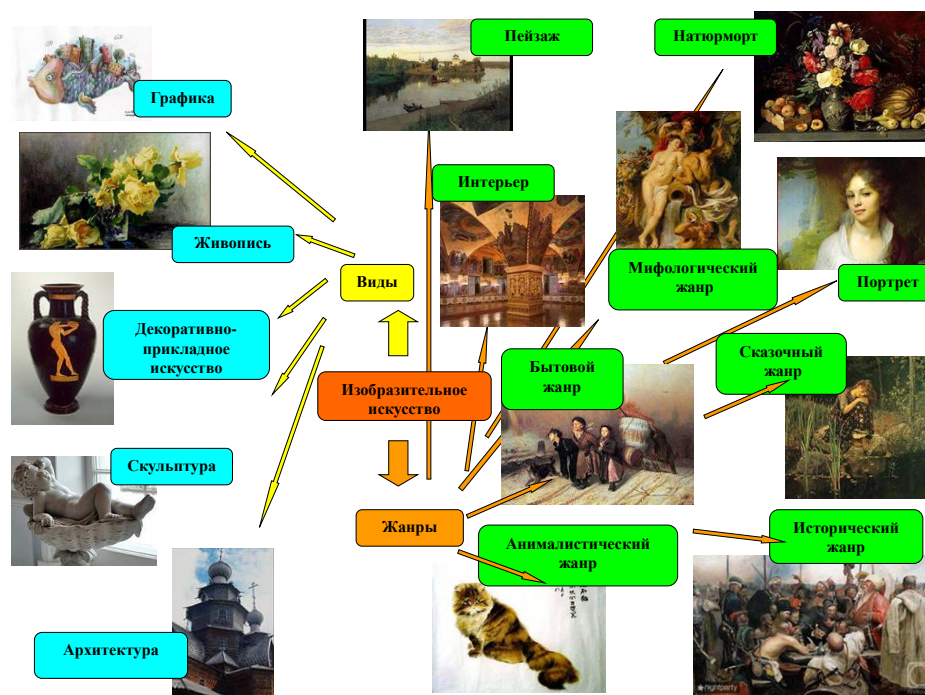 Пейзаж
Натюрморт
Графика
Интерьер
Живопись
Мифологический
жанр
Виды
Портрет
Декоративно-
прикладное
искусство
Бытовой
жанр
Сказочный
жанр
Изобразительное
искусство
Скульптура
Жанры
Исторический
жанр
Анималистический
жанр
Архитектура
nightparty